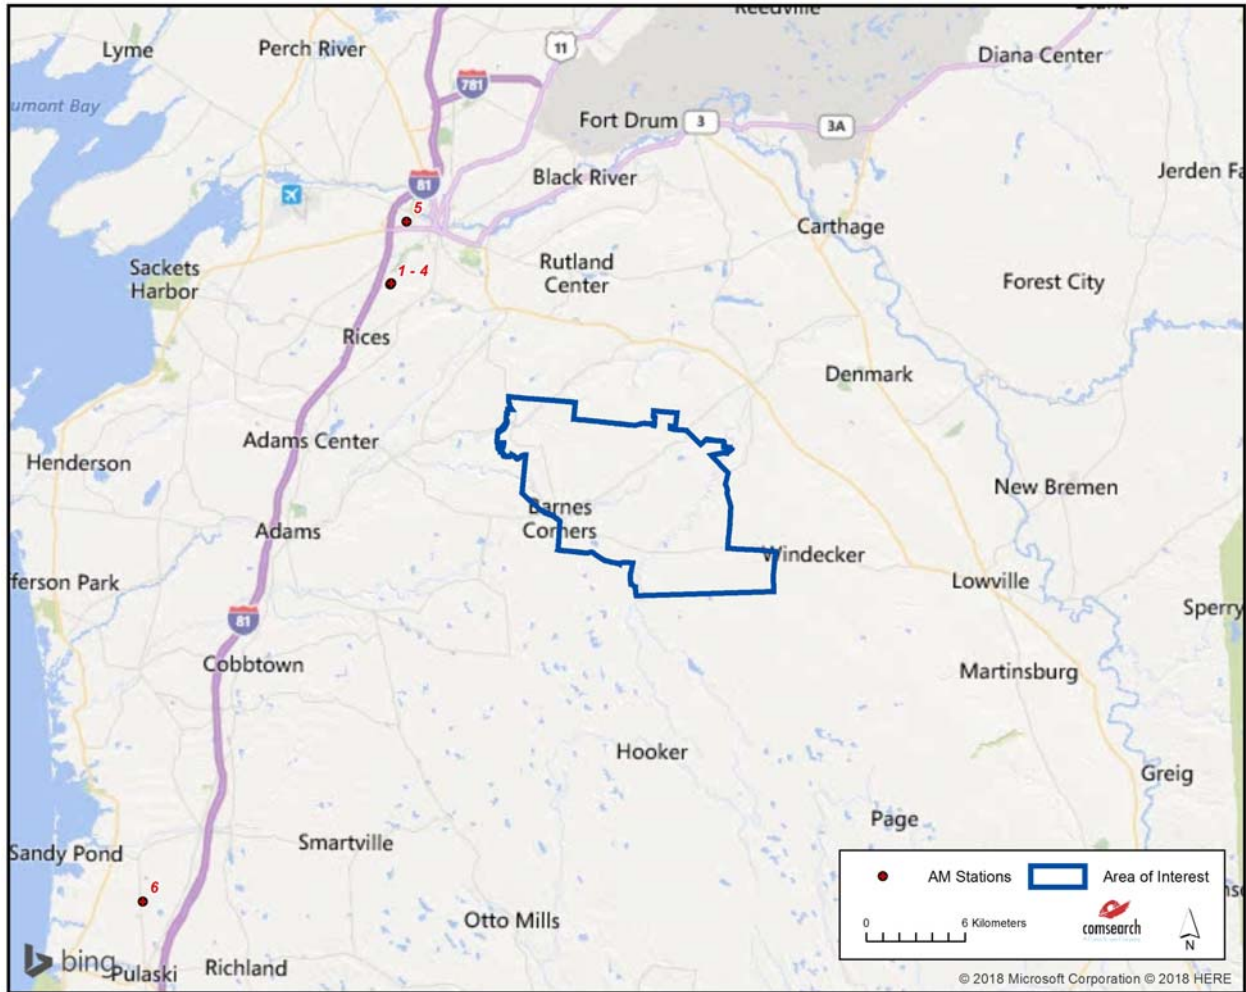 Reedville
Diana
Lyme
Perch River
11
Diana Center
781
umont Bay
Fort Drum
3
3A
Black River
Jerden Fa
81
5
Carthage
Sackets
Harbor
1 - 4
Rutland
Center
Forest City
Rices
Denmark
Adams Center
Henderson
New Bremen
Barnes
Corners
Adams
Windecker
fferson Park
Lowville
81
Sperry
Cobbtown
Martinsburg
Hooker
Greig
Page
Smartville
Sandy Pond
6
AM Stations
Area of Interest
Otto Mills
0
6 Kilometers
comsearch
N
bing
Pulaski
Richland
© 2018 Microsoft Corporation © 2018 HERE